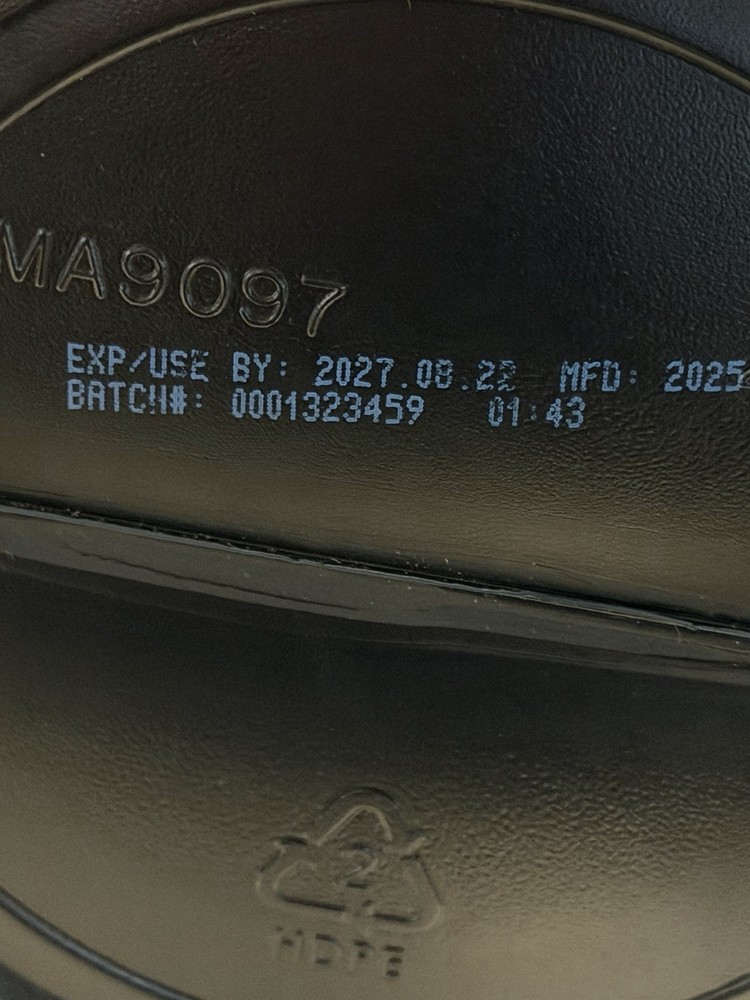 MA9097
EXP/USE BY: 2027.08.22 MFD: 2025
BATCH#: 0001323459 01:43
2
HDPE